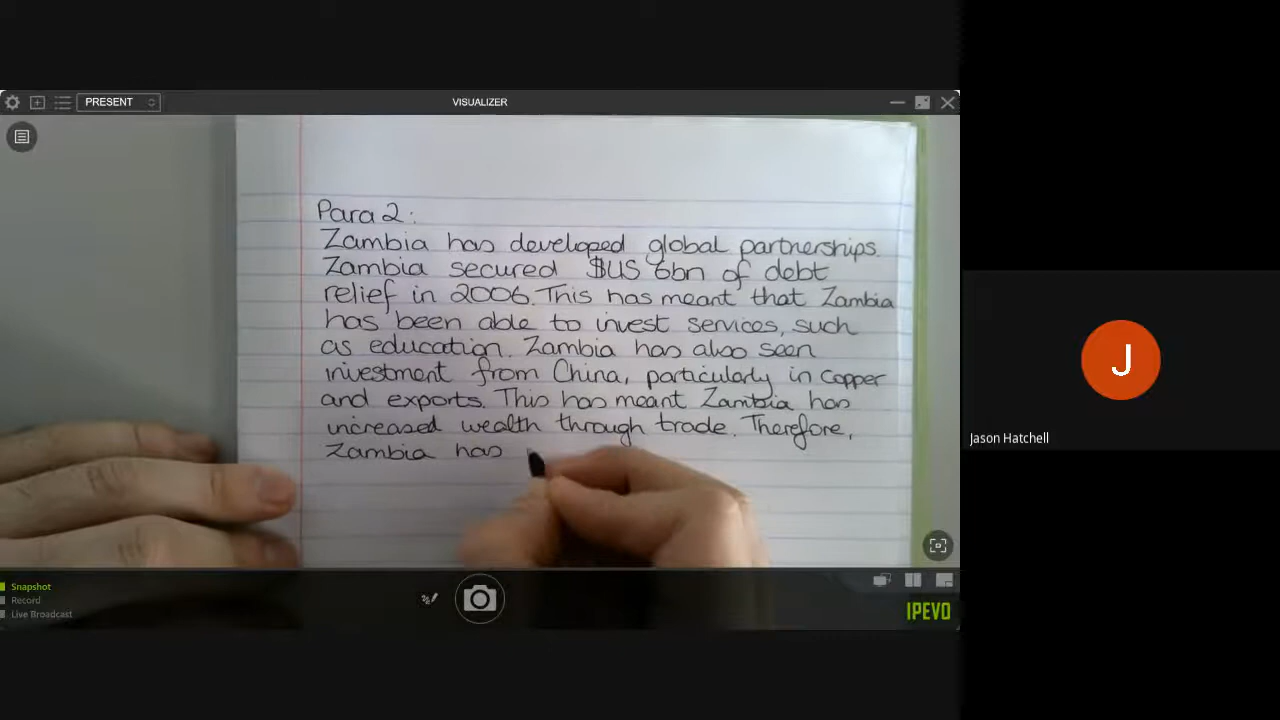 PRESENT
VISUALIZER
Para 2:
Zambia has developed global partnerships.
Zambia secured $US 6bn of debt
relief in 2006. This has meant that Zambia
has been able to invest services, such
as education. Zambia has also seen
investment from China, particularly in copper
and exports. This has meant Zambia has
increased wealth through trade. Therefore,
Zambia has
J
Jason Hatchell
Snapshot
Record
Live Broadcast
IPEVO